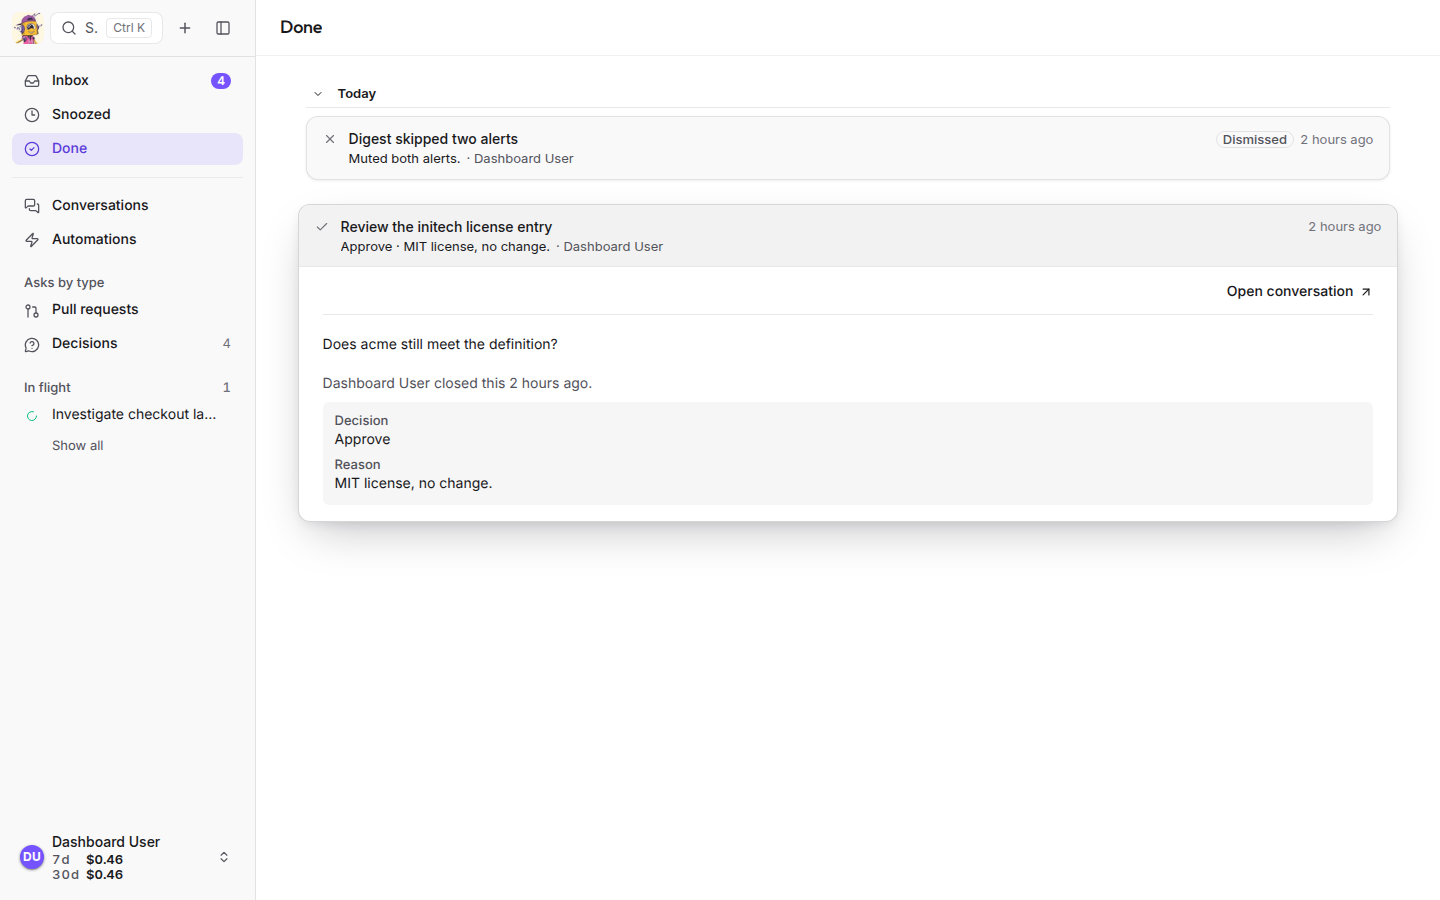 S.
Ctrl K
Inbox
4
Snoozed
Done
Conversations
Automations
Asks by type
Pull requests
Decisions
4
In flight
1
Investigate checkout la...
Show all
DU
Dashboard User
7d $0.46
30d $0.46
Done
Today
Digest skipped two alerts
Dismissed
2 hours ago
Muted both alerts. · Dashboard User
Review the initech license entry
2 hours ago
Approve · MIT license, no change. · Dashboard User
Open conversation
Does acme still meet the definition?
Dashboard User closed this 2 hours ago.
Decision
Approve
Reason
MIT license, no change.